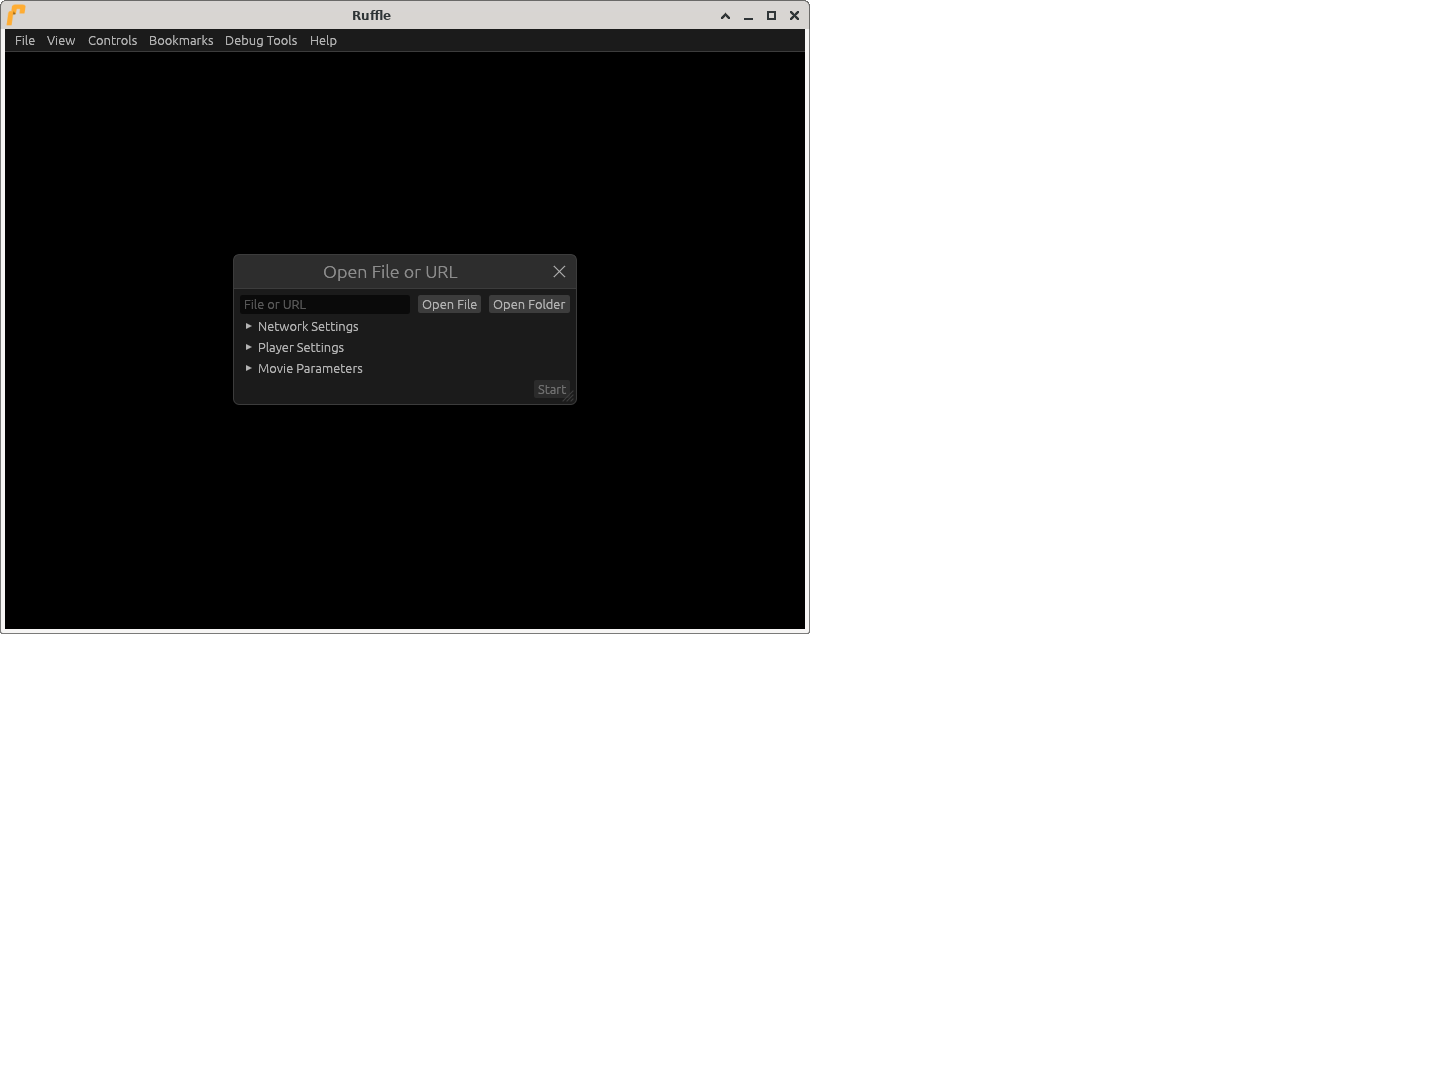 Ruffle
File View Controls Bookmarks Debug Tools Help
Open File or URL
File or URL Open File Open Folder
Network Settings
Player Settings
Movie Parameters
Start